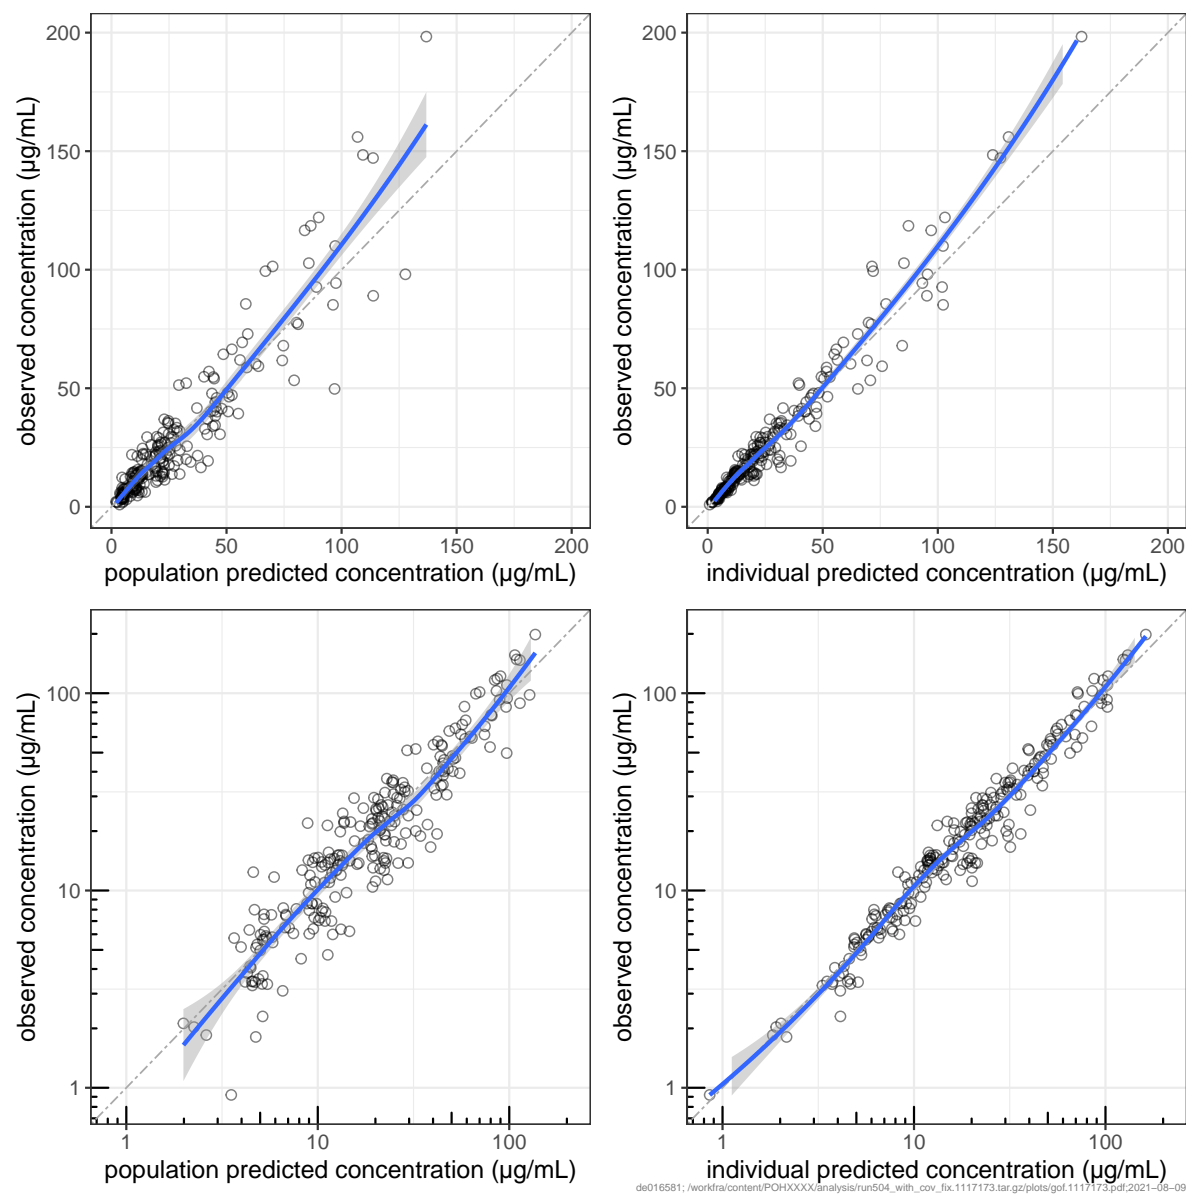 200
150
100
50
0
observed concentration (µg/mL)
0 50 100 150 200
population predicted concentration (µg/mL)
200
150
100
50
0
observed concentration (µg/mL)
0 50 100 150 200
individual predicted concentration (µg/mL)
100
10
1
observed concentration (µg/mL)
1 10 100
population predicted concentration (µg/mL)
100
10
1
observed concentration (µg/mL)
1 10 100
individual predicted concentration (µg/mL)
de016581; /workfra/content/POHXXXX/analysis/run504_with_cov_fix.1117173.tar.gz/plots/gof.1117173.pdf;2021−08−09